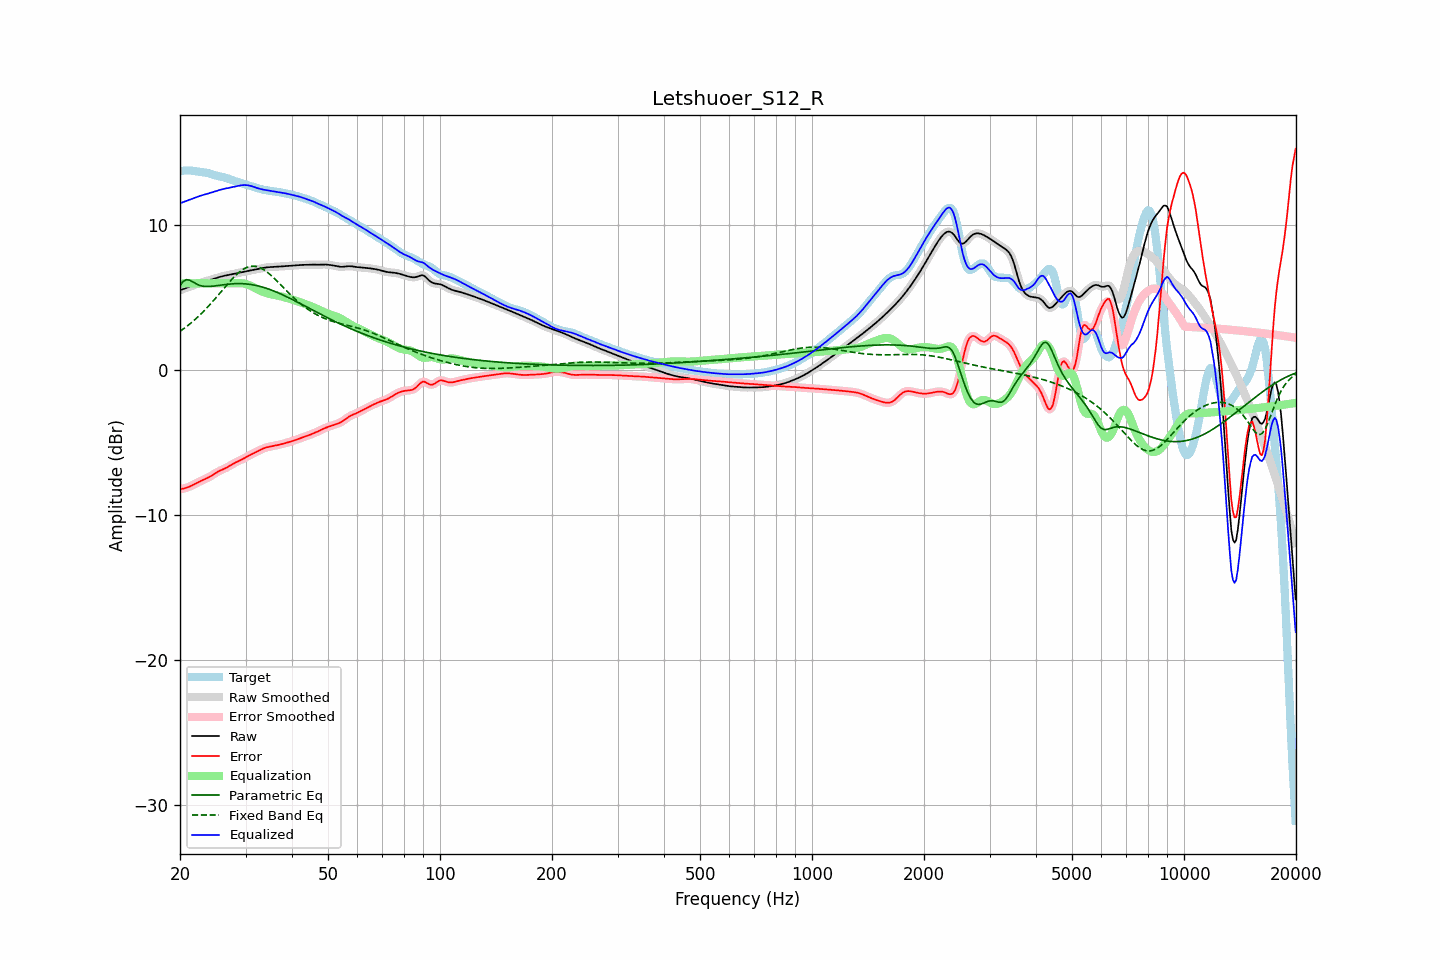 Letshuoer_S12_R
Amplitude (dBr)
10
0
−10
−20
−30
Target
Raw Smoothed
Error Smoothed
Raw
Error
Equalization
Parametric Eq
Fixed Band Eq
Equalized
20 50 100 200 500 1000 2000 5000 10000 20000
Frequency (Hz)